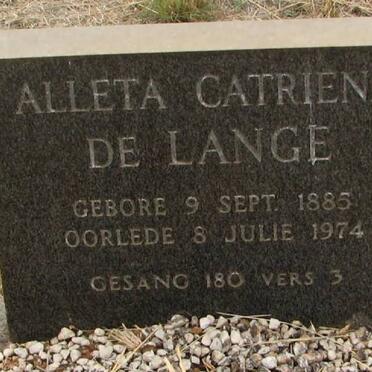 ALLETA CATRIEN
DE LANGE
GEBORE 9 SEPT. 1885
OORLEDE 8 JULIE 1974
GESANG 180 VERS 3